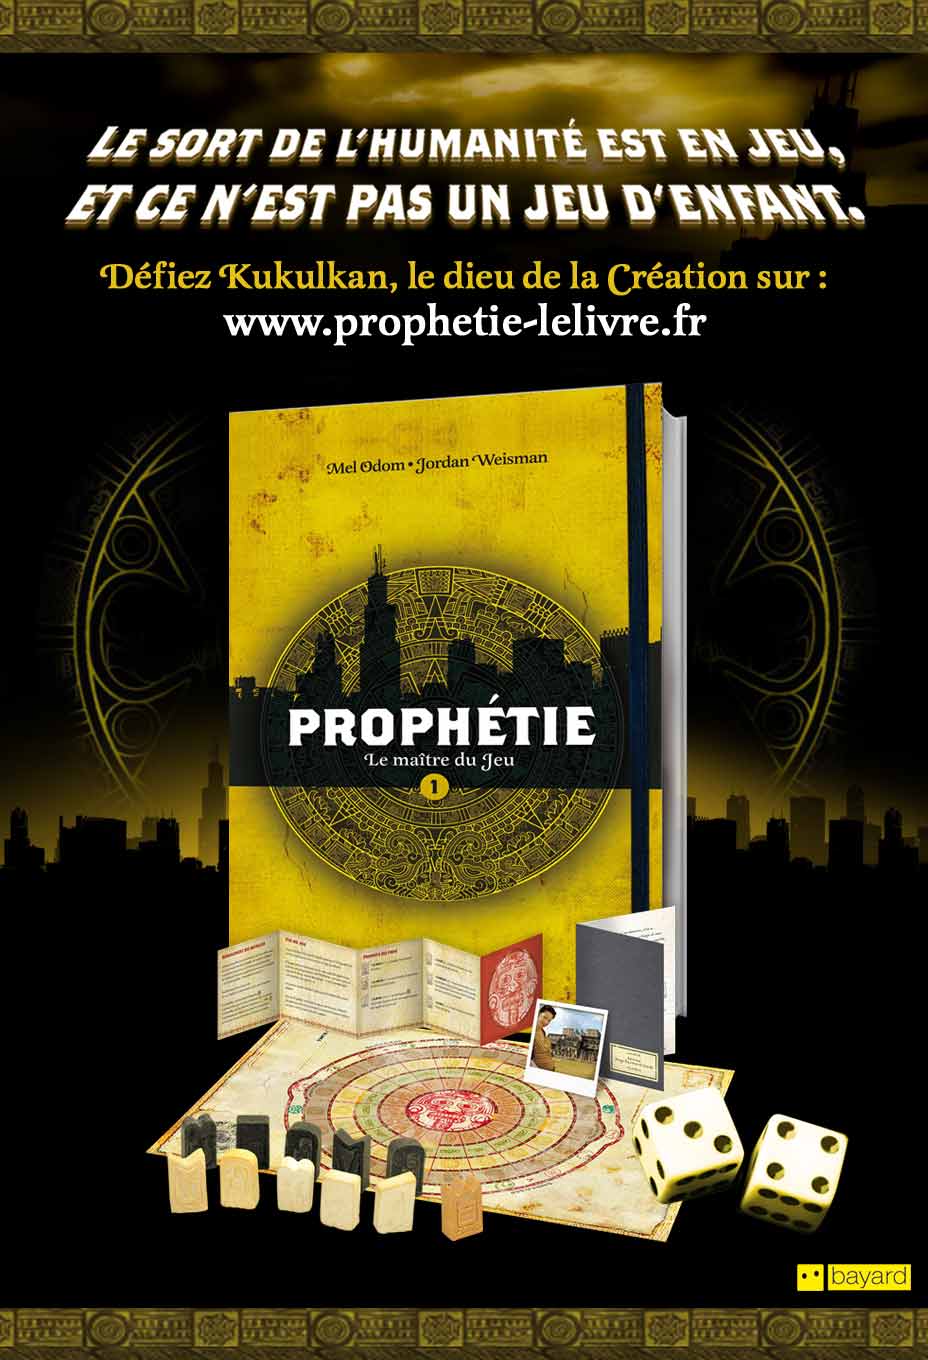 LE SORT DE L'HUMANITÉ EST EN JEU,
ET CE N'EST PAS UN JEU D'ENFANT.
Défiez Kukulkan, le dieu de la Création sur :
www.prophetie-lelivre.fr
Mel Odom • Jordan Weisman
PROPHÉTIE
Le maître du Jeu
1
bayard